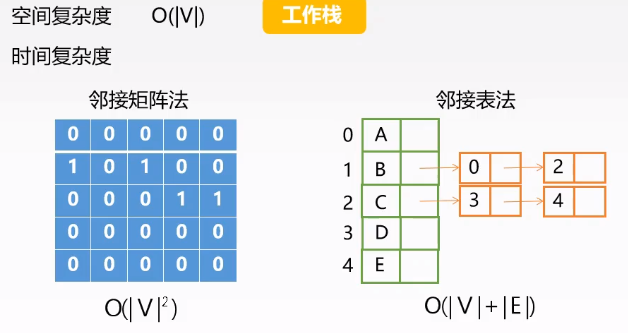 空间复杂度 O(|V|) 工作栈
时间复杂度
邻接矩阵法 邻接表法
0 0 0 0 0
1 0 1 0 0
0 0 0 1 1
0 0 0 0 0
0 0 0 0 0
0 A
1 B 0 2
2 C 3 4
3 D
4 E
O(|V|²) O(|V|+|E|)